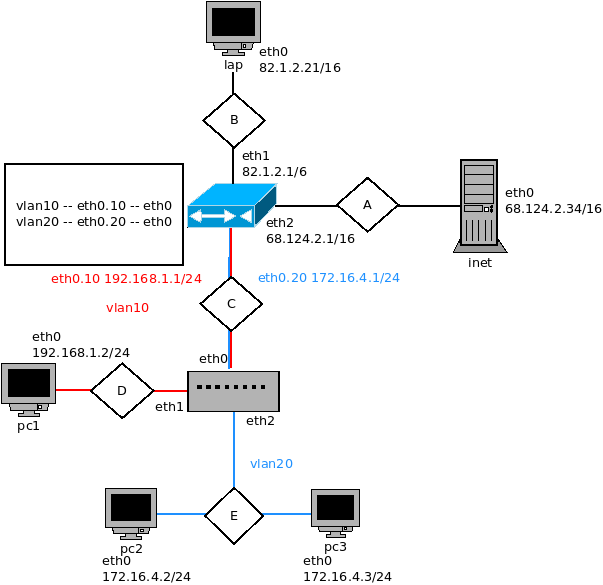 eth0
lap
82.1.2.21/16
B
eth1
82.1.2.1/6
vlan10 -- eth0.10 -- eth0
vlan20 -- eth0.20 -- eth0
A
eth0
68.124.2.34/16
eth2
68.124.2.1/16
inet
eth0.10 192.168.1.1/24
eth0.20 172.16.4.1/24
vlan10
C
eth0
192.168.1.2/24
eth0
D
eth1
pc1
eth2
vlan20
E
pc2
eth0
172.16.4.2/24
pc3
eth0
172.16.4.3/24